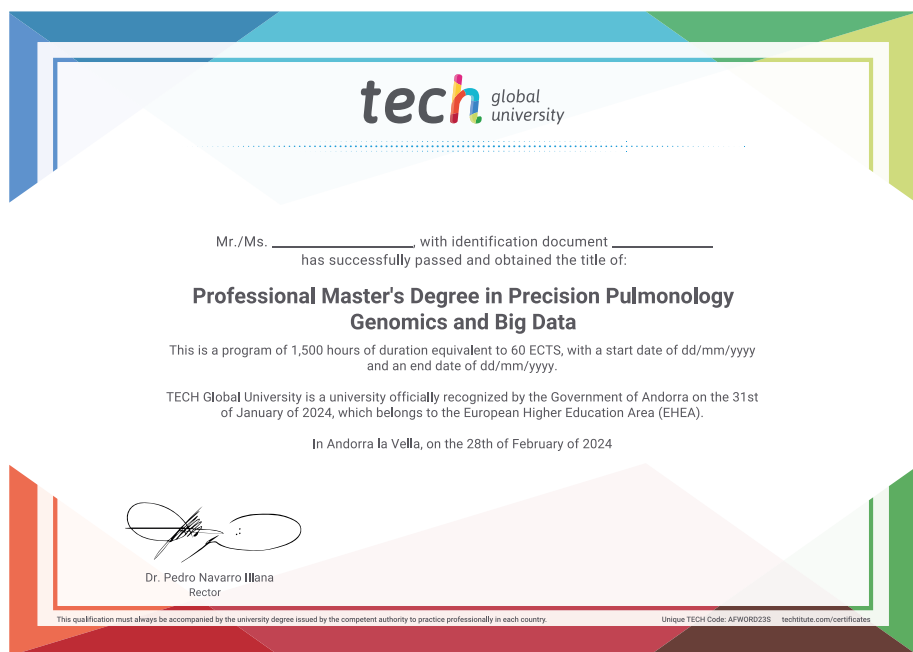 tech global
university
Mr./Ms. ______________, with identification document __________
has successfully passed and obtained the title of:
Professional Master's Degree in Precision Pulmonology
Genomics and Big Data
This is a program of 1,500 hours of duration equivalent to 60 ECTS, with a start date of dd/mm/yyyy
and an end date of dd/mm/yyyy.
TECH Global University is a university officially recognized by the Government of Andorra on the 31st
of January of 2024, which belongs to the European Higher Education Area (EHEA).
In Andorra la Vella, on the 28th of February of 2024
Dr. Pedro Navarro Illana
Rector
This qualification must always be accompanied by the university degree issued by the competent authority to practice professionally in each country.
Unique TECH Code: AFWORD23S techtitute.com/certificates